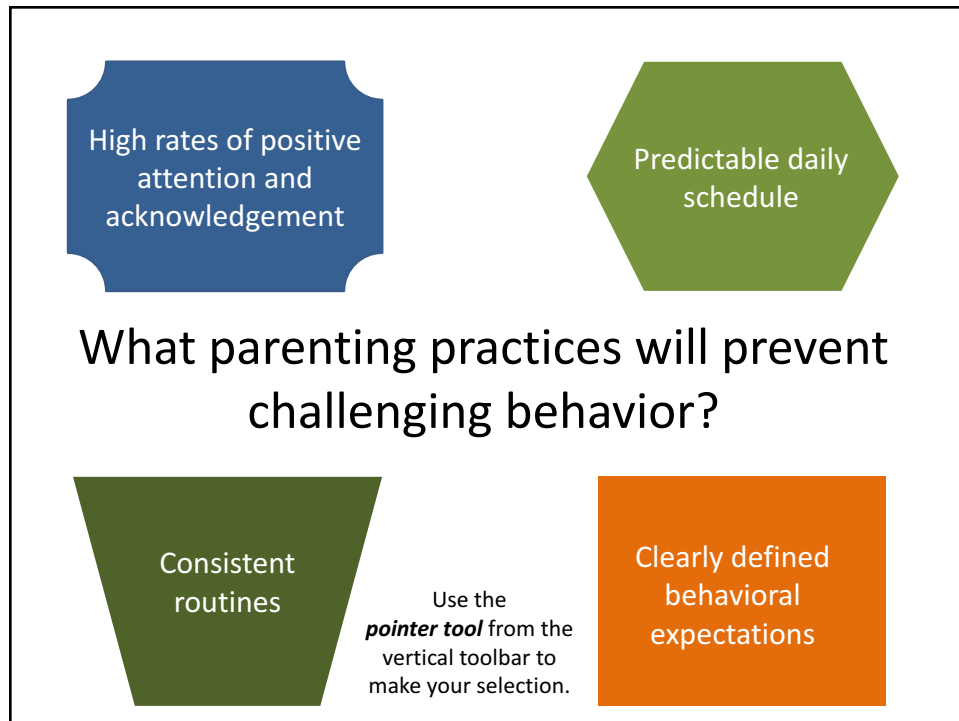 High rates of positive
attention and
acknowledgement
Predictable daily
schedule
What parenting practices will prevent
challenging behavior?
Consistent
routines
Use the
pointer tool from the
vertical toolbar to
make your selection.
Clearly defined
behavioral
expectations